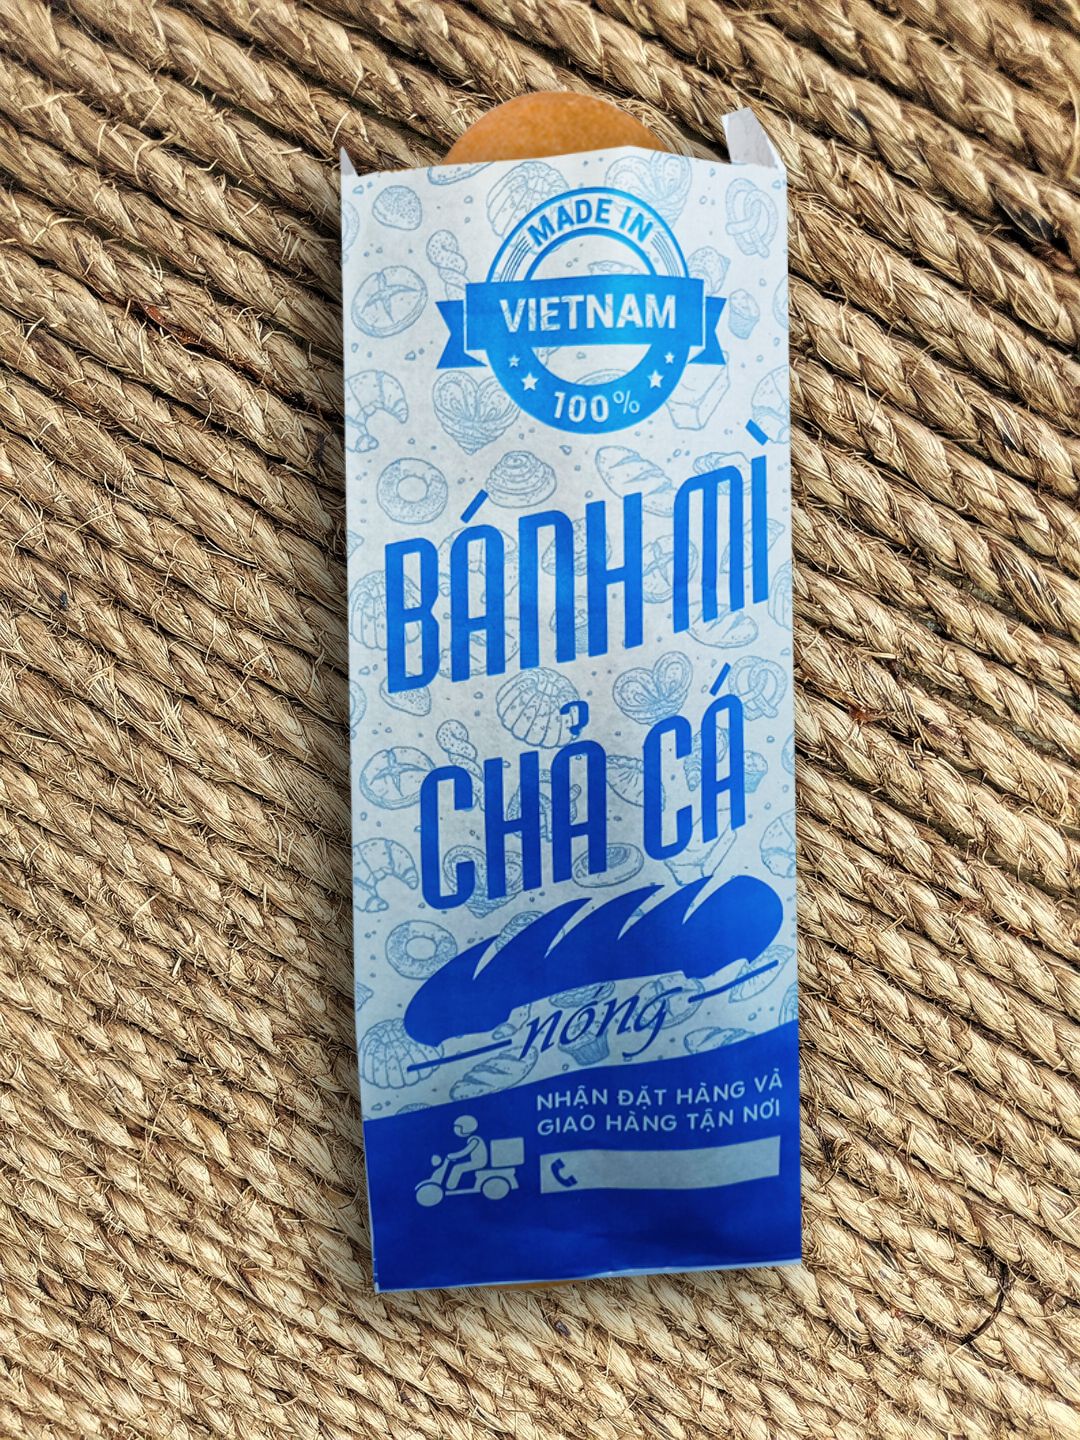 MADE IN
VIETNAM
100%
BÁNH MÌ
CHẢ CÁ
nóng
NHẬN ĐẶT HÀNG VÀ
GIAO HÀNG TẬN NƠI